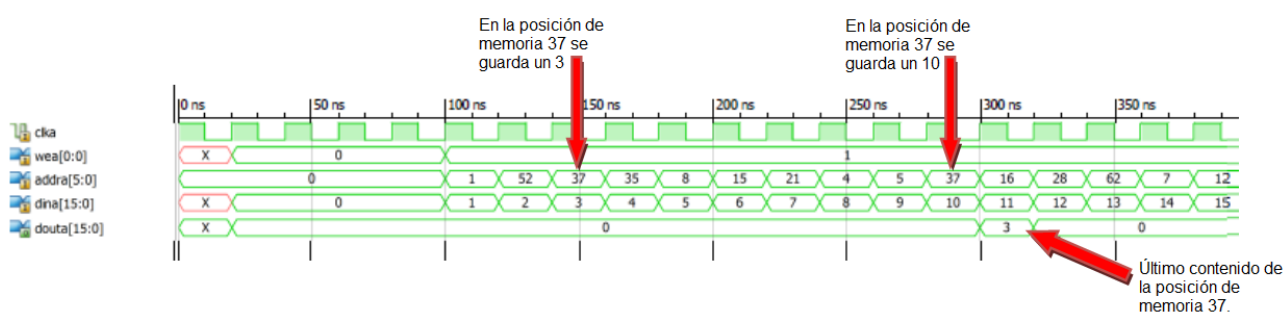 En la posición de
memoria 37 se
guarda un 3
En la posición de
memoria 37 se
guarda un 10
0 ns 50 ns 100 ns 150 ns 200 ns 250 ns 300 ns 350 ns
clka
wea[0:0] X 0 1
addra[5:0] 0 1 52 37 35 8 15 21 4 5 37 16 28 62 7 12
dina[15:0] X 0 1 2 3 4 5 6 7 8 9 10 11 12 13 14 15
douta[15:0] X 0 3 0
Último contenido de
la posición de
memoria 37.